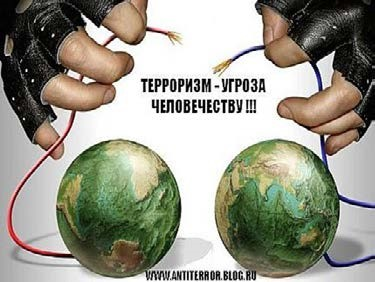 ТЕРРОРИЗМ - УГРОЗА
ЧЕЛОВЕЧЕСТВУ !!!
WWW.ANTITERROR.BLOG.RU